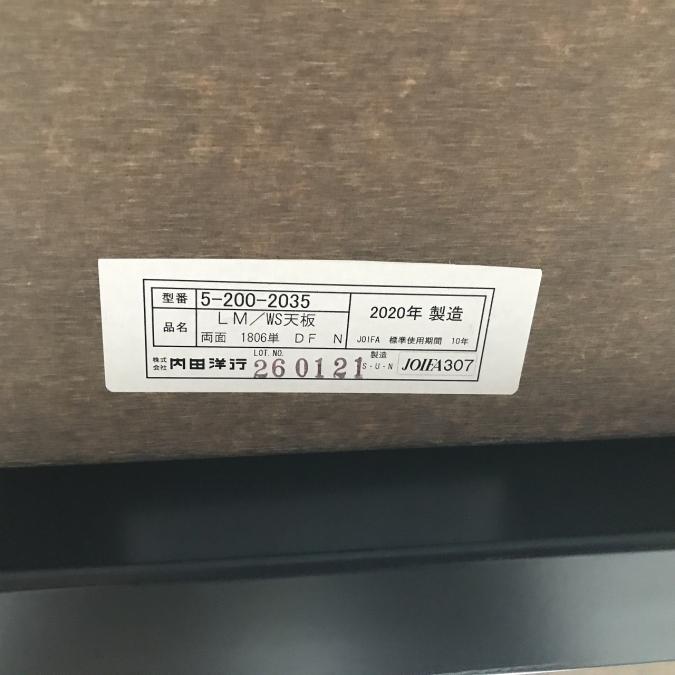 型番 5-200-2035
品名 LM/WS天板
両面 1806単 DF N
2020年 製造
JOIFA 標準使用期間 10年
株式会社 内田洋行 LOT.NO. 260121 製造 S-U-N JOIFA307